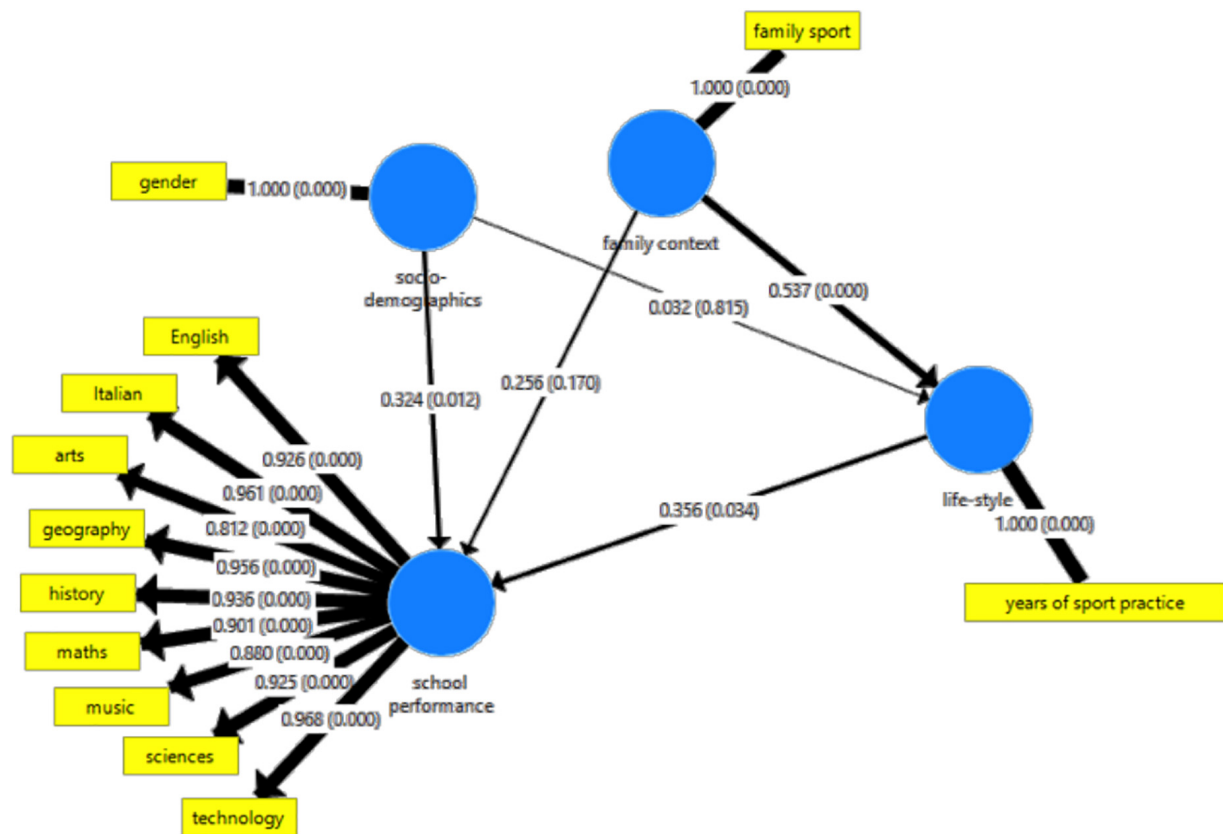 family sport
1.000 (0.000)
gender
1.000 (0.000)
family context
socio-
demographics
0.537 (0.000)
0.032 (0.815)
English
Italian
0.256 (0.170)
0.324 (0.012)
arts
0.926 (0.000)
0.961 (0.000)
life-style
0.356 (0.034)
1.000 (0.000)
geography
0.812 (0.000)
0.956 (0.000)
history
0.936 (0.000)
years of sport practice
0.901 (0.000)
maths
0.880 (0.000)
music
0.925 (0.000)
school
performance
0.968 (0.000)
sciences
technology